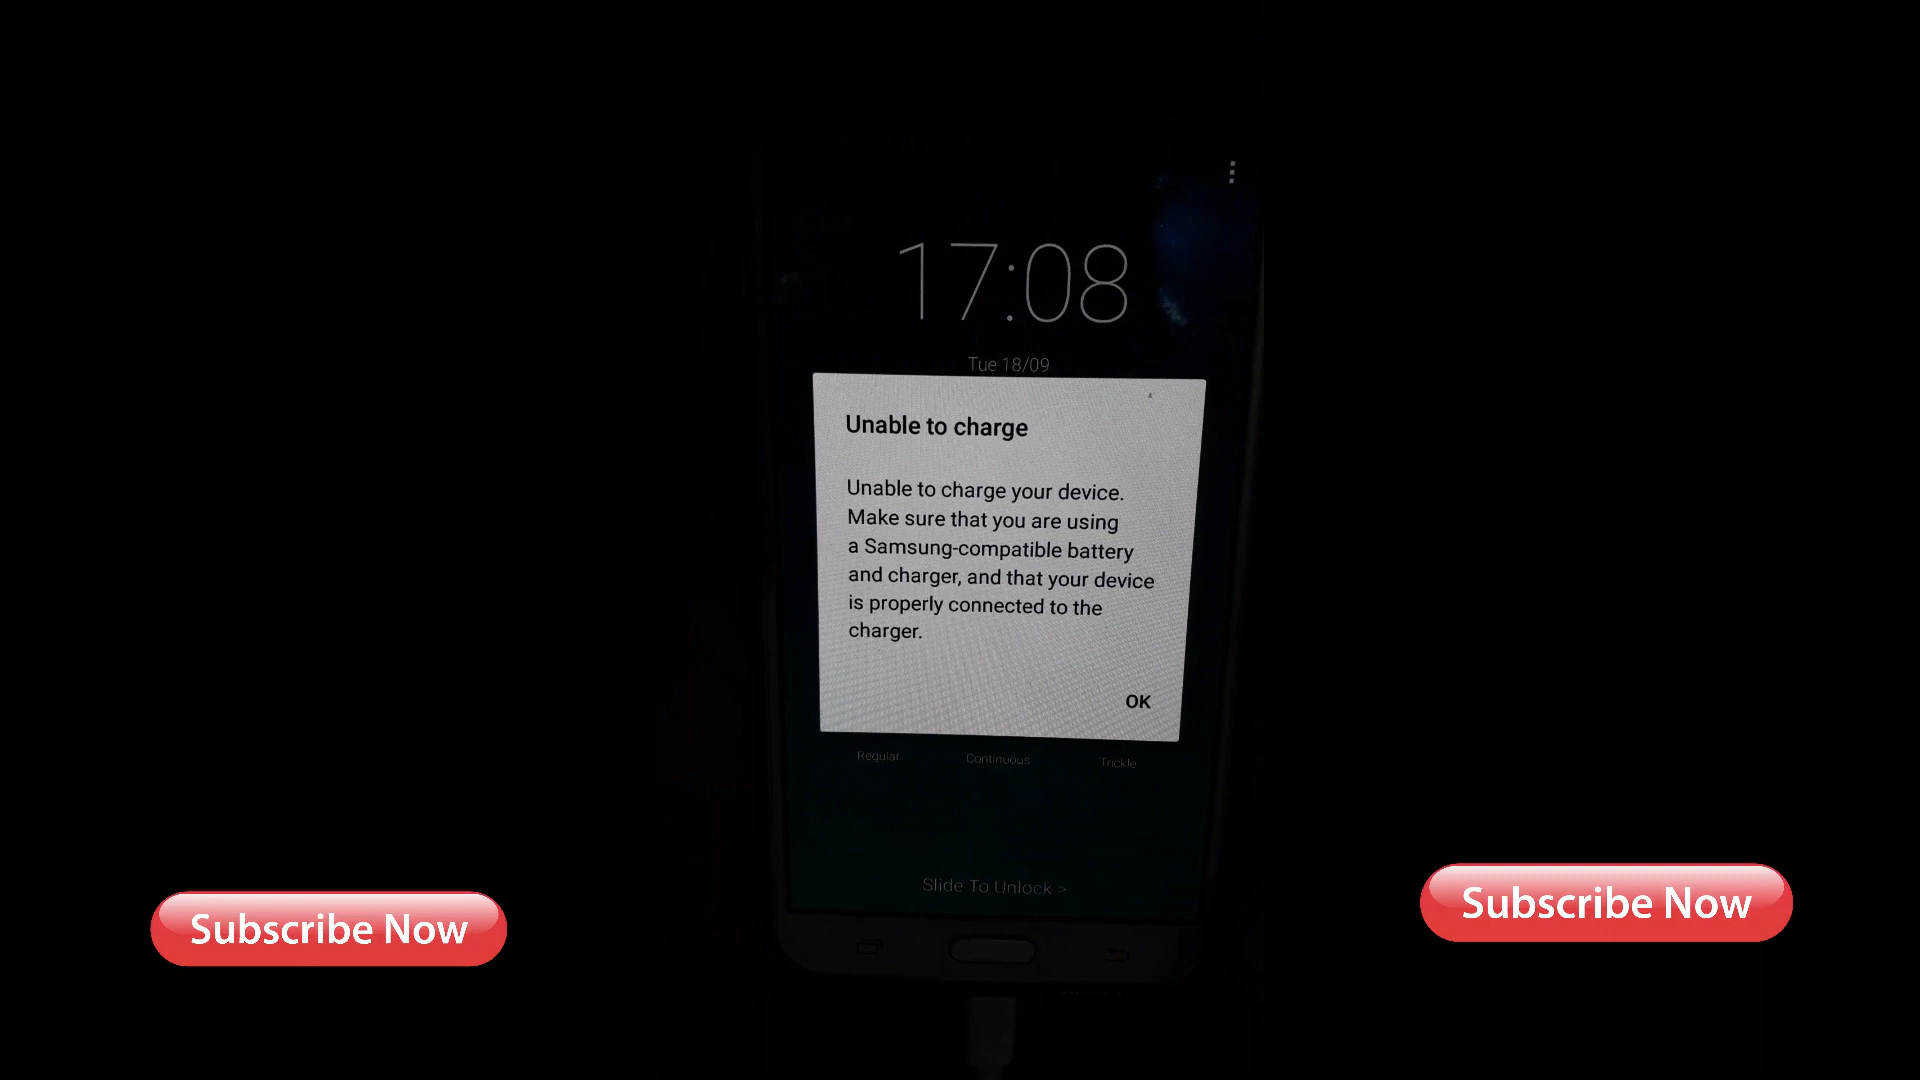 17:08
Tue 18/09
Unable to charge
Unable to charge your device.
Make sure that you are using
a Samsung-compatible battery
and charger, and that your device
is properly connected to the
charger.
OK
Regular
Continuous
Trickle
Slide To Unlock >
Subscribe Now
Subscribe Now